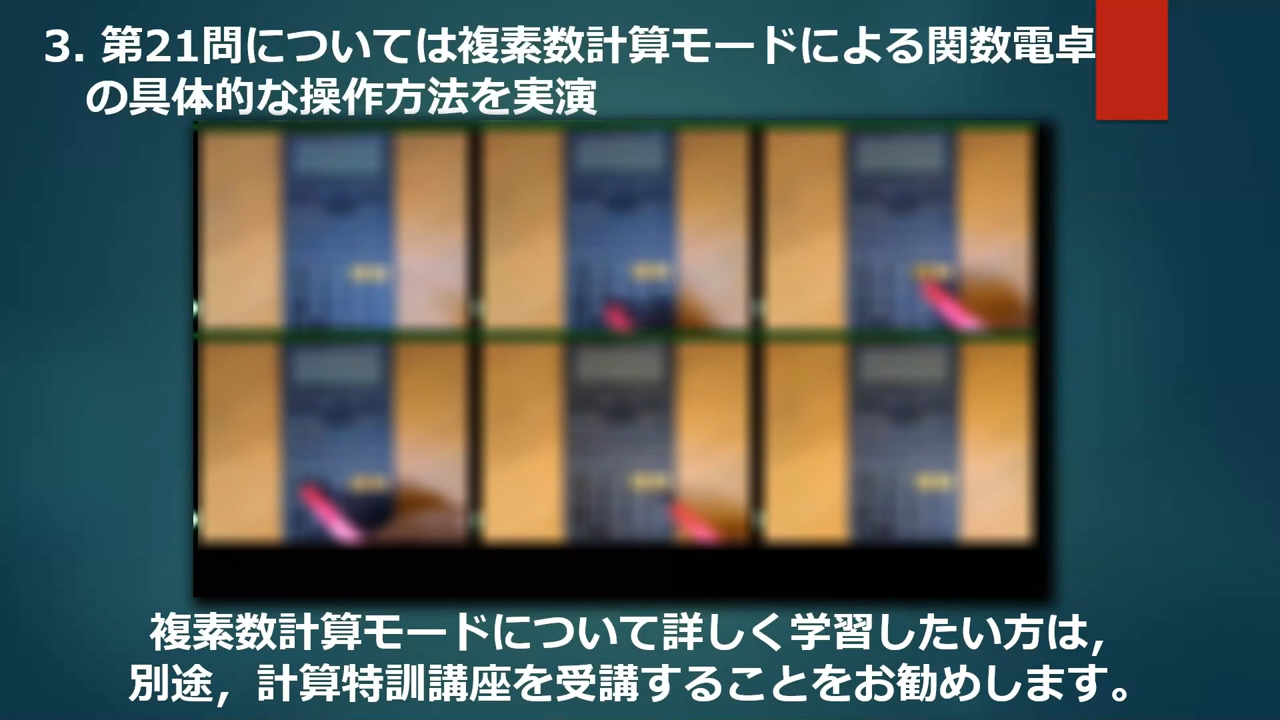 3. 第21問については複素数計算モードによる関数電卓
の具体的な操作方法を実演
複素数計算モードについて詳しく学習したい方は，
別途，計算特訓講座を受講することをお勧めします。